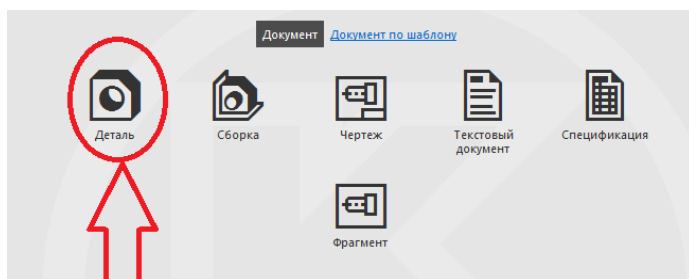 Документ Документ по шаблону
Деталь Сборка Чертеж Текстовый документ Спецификация
Фрагмент